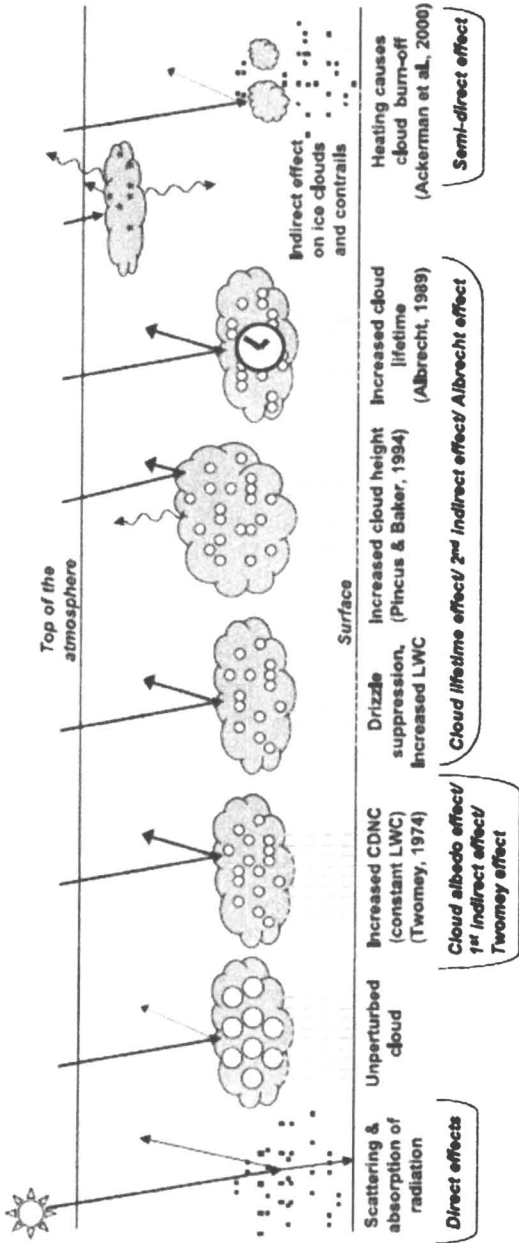 Top of the
atmosphere
Surface
Scattering &
absorption of
radiation
Direct effects
Unperturbed
cloud
Increased CDNC
(constant LWC)
(Twomey, 1974)
Cloud albedo effect/
1st indirect effect/
Twomey effect
Drizzle
suppression,
Increased LWC
Increased cloud height
(Pincus & Baker, 1994)
Increased cloud
lifetime
(Albrecht, 1989)
Cloud lifetime effect/ 2nd indirect effect/ Albrecht effect
Indirect effect
on ice clouds
and contrails
Heating causes
cloud burn-off
(Ackerman et al., 2000)
Semi-direct effect